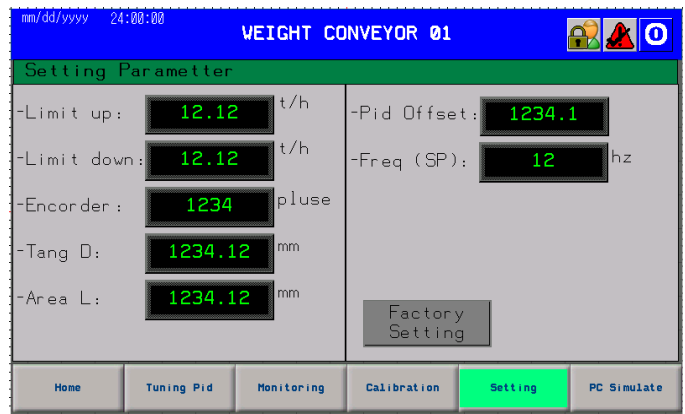 mm/dd/yyyy 24:00:00
WEIGHT CONVEYOR 01
Setting Parametter
-Limit up: 12.12 t/h
-Limit down: 12.12 t/h
-Encorder: 1234 pluse
-Tang D: 1234.12 mm
-Area L: 1234.12 mm
-Pid Offset: 1234.1
-Freq (SP): 12 hz
Factory
Setting
Home Tuning Pid Monitoring Calibration Setting PC Simulate